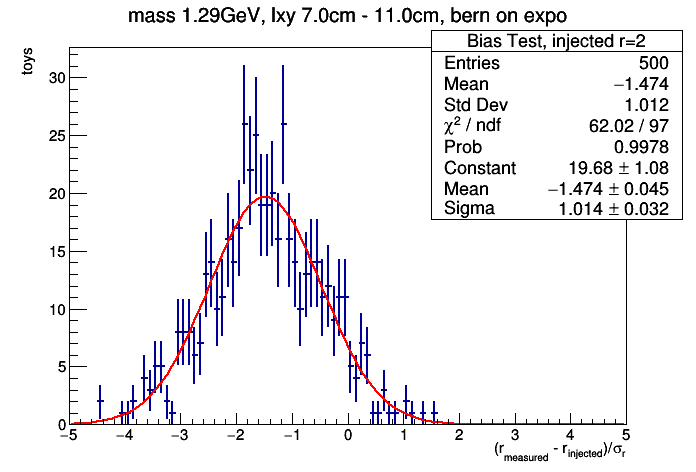 mass 1.29GeV, lxy 7.0cm - 11.0cm, bern on expo
toys
Bias Test, injected r=2
Entries 500
Mean −1.474
Std Dev 1.012
χ² / ndf 62.02 / 97
Prob 0.9978
Constant 19.68 ± 1.08
Mean −1.474 ± 0.045
Sigma 1.014 ± 0.032
30
25
20
15
10
5
0
−5 −4 −3 −2 −1 0 1 2 3 4 5
(r_measured - r_injected)/σ_r